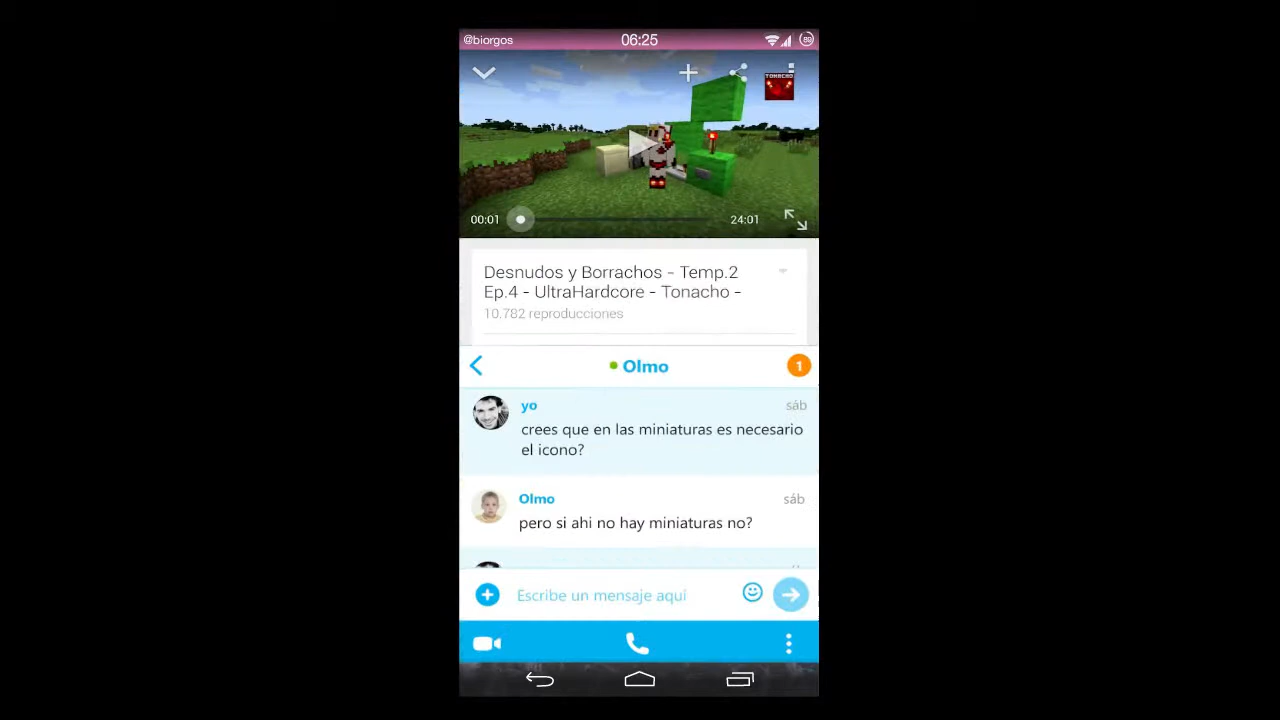 @biorgos
06:25
89
TONACHO
00:01
24:01
Desnudos y Borrachos - Temp.2
Ep.4 - UltraHardcore - Tonacho -
10.782 reproducciones
Olmo
1
yo
sáb
crees que en las miniaturas es necesario
el icono?
Olmo
sáb
pero si ahi no hay miniaturas no?
Escribe un mensaje aquí